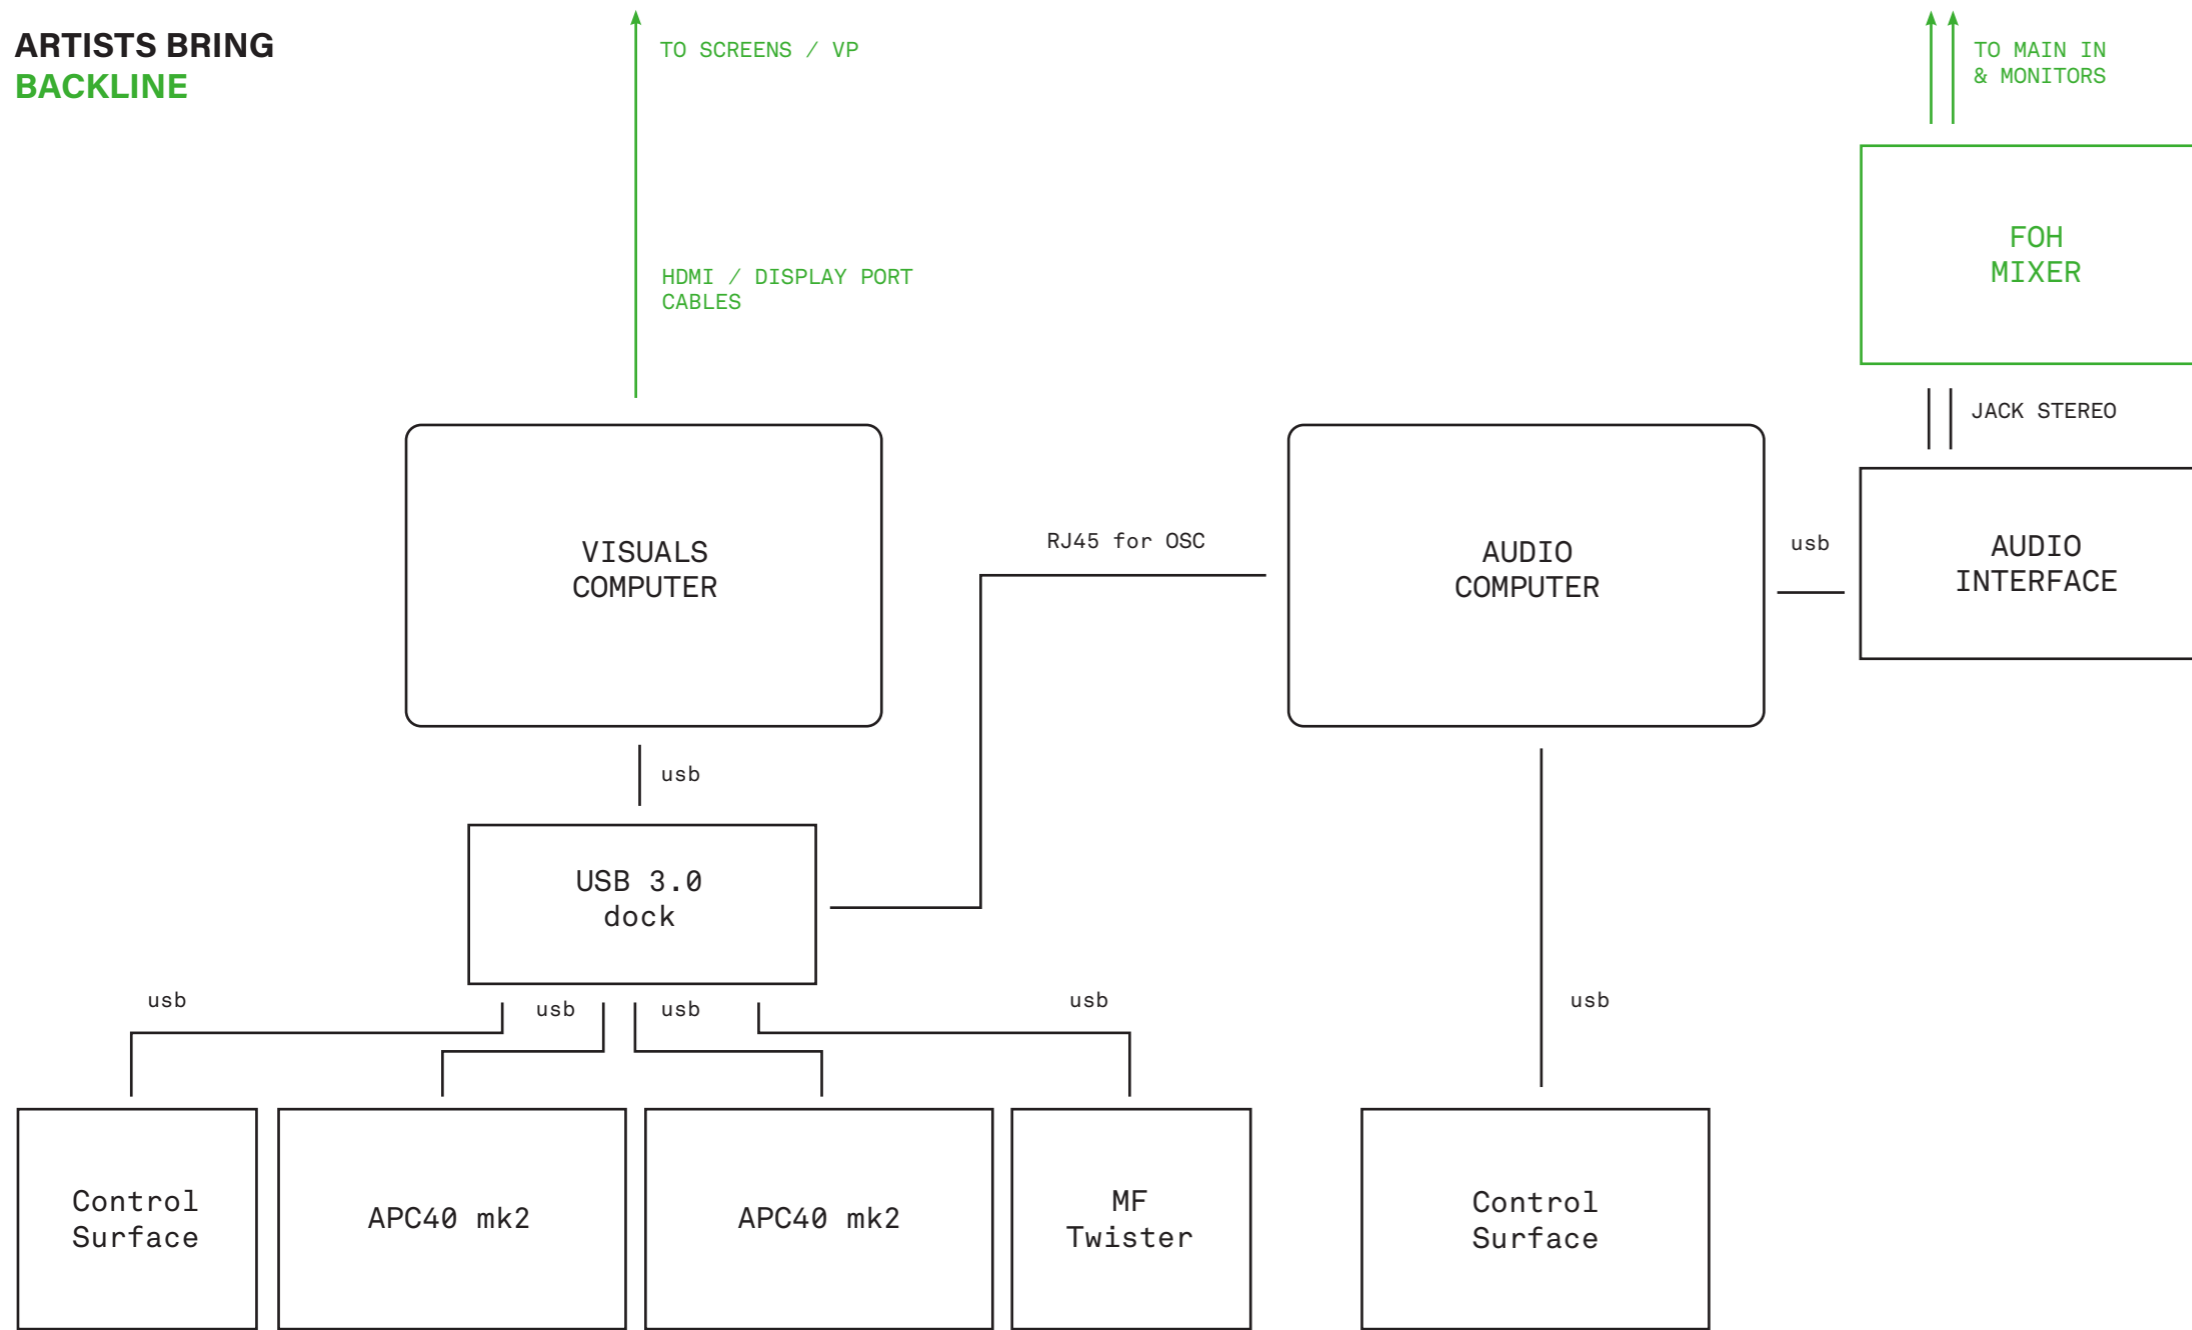 ARTISTS BRING
BACKLINE
TO SCREENS / VP
TO MAIN IN
& MONITORS
FOH
MIXER
HDMI / DISPLAY PORT
CABLES
JACK STEREO
VISUALS
COMPUTER
RJ45 for OSC
AUDIO
COMPUTER
usb
AUDIO
INTERFACE
usb
USB 3.0
dock
usb
usb
usb
usb
usb
Control
Surface
APC40 mk2
APC40 mk2
MF
Twister
Control
Surface